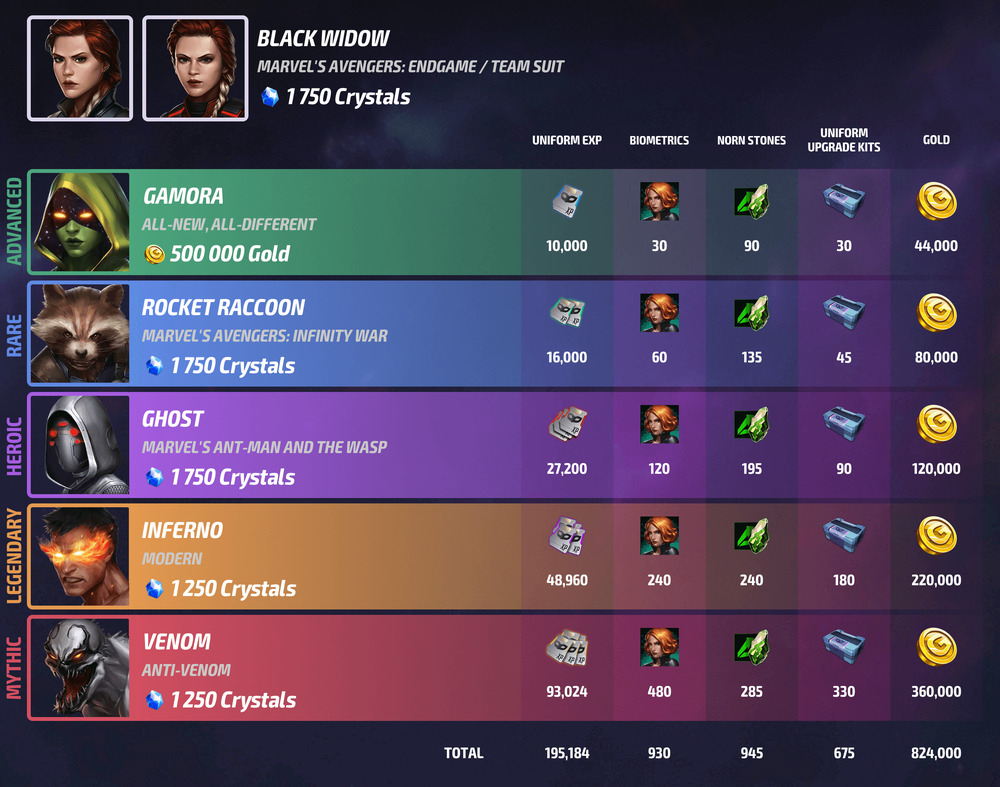 BLACK WIDOW
MARVEL'S AVENGERS: ENDGAME / TEAM SUIT
1 750 Crystals
UNIFORM EXP
BIOMETRICS
NORN STONES
UNIFORM
UPGRADE KITS
GOLD
ADVANCED
GAMORA
ALL-NEW, ALL-DIFFERENT
500 000 Gold
10,000
30
90
30
44,000
RARE
ROCKET RACCOON
MARVEL'S AVENGERS: INFINITY WAR
1 750 Crystals
16,000
60
135
45
80,000
HEROIC
GHOST
MARVEL'S ANT-MAN AND THE WASP
1 750 Crystals
27,200
120
195
90
120,000
LEGENDARY
INFERNO
MODERN
1 250 Crystals
48,960
240
240
180
220,000
MYTHIC
VENOM
ANTI-VENOM
1 250 Crystals
93,024
480
285
330
360,000
TOTAL
195,184
930
945
675
824,000